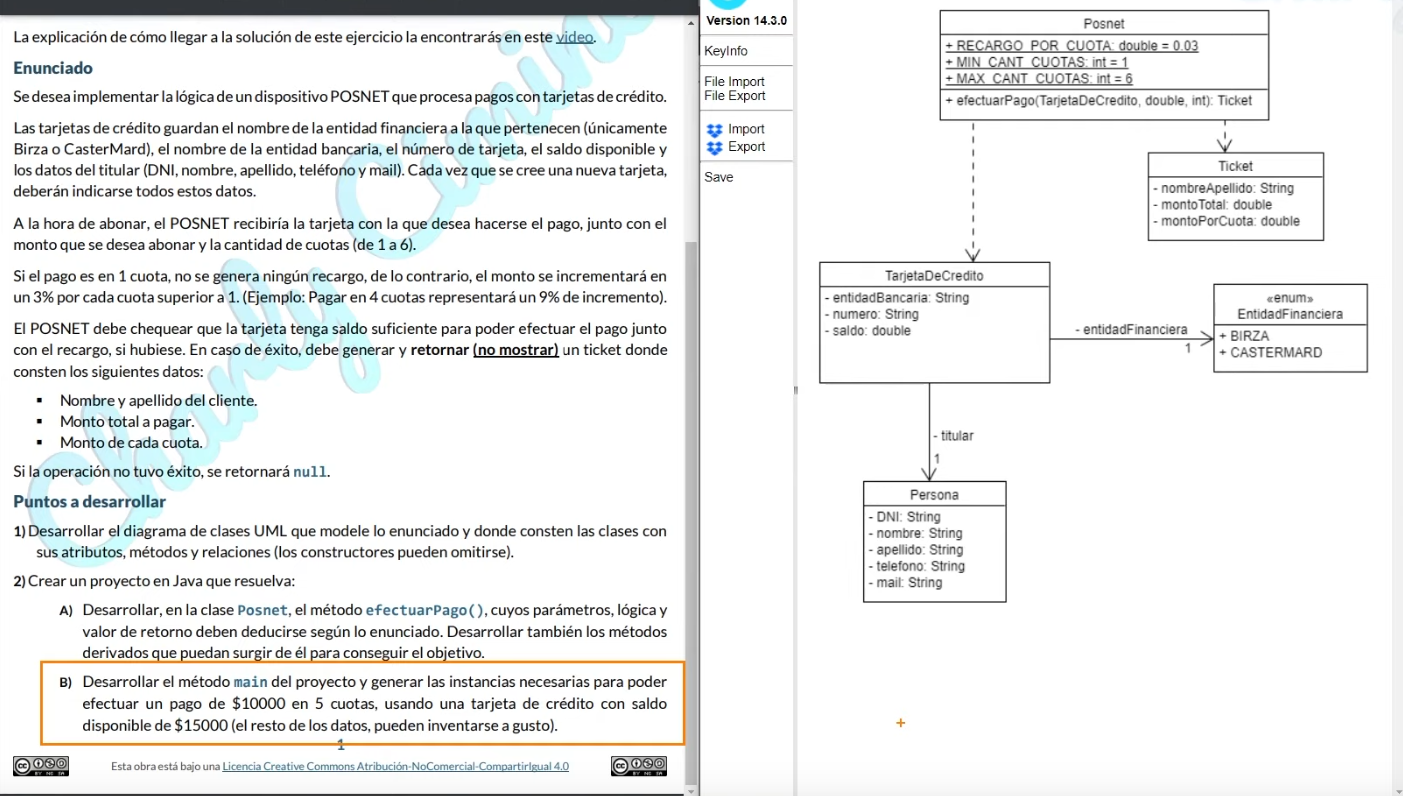 La explicación de cómo llegar a la solución de este ejercicio la encontrarás en este video.
Enunciado
Se desea implementar la lógica de un dispositivo POSNET que procesa pagos con tarjetas de crédito.
Las tarjetas de crédito guardan el nombre de la entidad financiera a la que pertenecen (únicamente
Birza o CasterMard), el nombre de la entidad bancaria, el número de tarjeta, el saldo disponible y
los datos del titular (DNI, nombre, apellido, teléfono y mail). Cada vez que se cree una nueva tarjeta,
deberán indicarse todos estos datos.
A la hora de abonar, el POSNET recibiría la tarjeta con la que desea hacerse el pago, junto con el
monto que se desea abonar y la cantidad de cuotas (de 1 a 6).
Si el pago es en 1 cuota, no se genera ningún recargo, de lo contrario, el monto se incrementará en
un 3% por cada cuota superior a 1. (Ejemplo: Pagar en 4 cuotas representará un 9% de incremento).
El POSNET debe chequear que la tarjeta tenga saldo suficiente para poder efectuar el pago junto
con el recargo, si hubiese. En caso de éxito, debe generar y retornar (no mostrar) un ticket donde
consten los siguientes datos:
▪ Nombre y apellido del cliente.
▪ Monto total a pagar.
▪ Monto de cada cuota.
Si la operación no tuvo éxito, se retornará null.
Puntos a desarrollar
1) Desarrollar el diagrama de clases UML que modele lo enunciado y donde consten las clases con
sus atributos, métodos y relaciones (los constructores pueden omitirse).
2) Crear un proyecto en Java que resuelva:
A) Desarrollar, en la clase Posnet, el método efectuarPago(), cuyos parámetros, lógica y
valor de retorno deben deducirse según lo enunciado. Desarrollar también los métodos
derivados que puedan surgir de él para conseguir el objetivo.
B) Desarrollar el método main del proyecto y generar las instancias necesarias para poder
efectuar un pago de $10000 en 5 cuotas, usando una tarjeta de crédito con saldo
disponible de $15000 (el resto de los datos, pueden inventarse a gusto).
1
Esta obra está bajo una Licencia Creative Commons Atribución-NoComercial-CompartirIgual 4.0
Version 14.3.0
KeyInfo
File Import
File Export
Import
Export
Save
Posnet
+ RECARGO_POR_CUOTA: double = 0.03
+ MIN_CANT_CUOTAS: int = 1
+ MAX_CANT_CUOTAS: int = 6
+ efectuarPago(TarjetaDeCredito, double, int): Ticket
Ticket
- nombreApellido: String
- montoTotal: double
- montoPorCuota: double
TarjetaDeCredito
- entidadBancaria: String
- numero: String
- saldo: double
- entidadFinanciera
1
«enum»
EntidadFinanciera
+ BIRZA
+ CASTERMARD
- titular
1
Persona
- DNI: String
- nombre: String
- apellido: String
- telefono: String
- mail: String